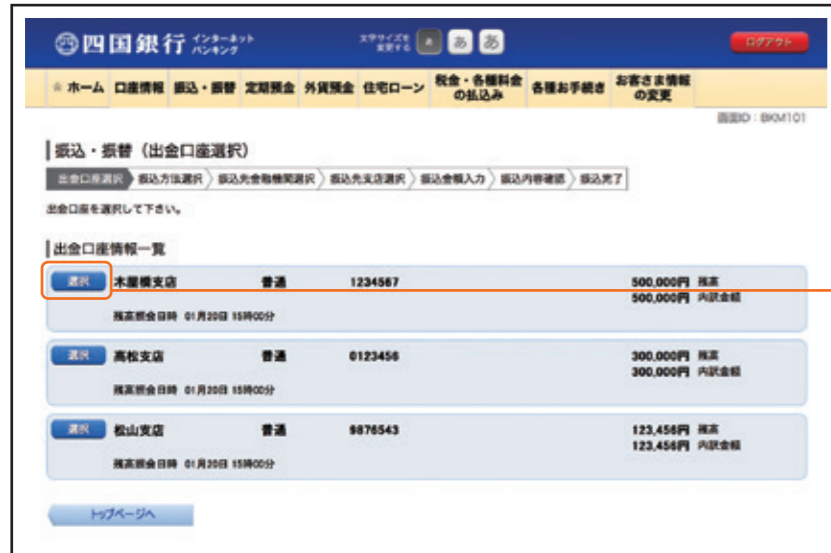 四国銀行 インターネットバンキング 文字サイズを変更する あ あ あ ログアウト
ホーム 口座情報 振込・振替 定期預金 外貨預金 住宅ローン 税金・各種料金の払込み 各種お手続き お客さま情報の変更
画面ID:BKM101
振込・振替(出金口座選択)
出金口座選択 振込方法選択 振込先金融機関選択 振込先支店選択 振込金額入力 振込内容確認 振込完了
出金口座を選択して下さい。
出金口座情報一覧
選択 木屋橋支店 普通 1234567 500,000円 残高
500,000円 内訳金額
残高照会日時 01月20日 15時00分
選択 高松支店 普通 0123456 300,000円 残高
300,000円 内訳金額
残高照会日時 01月20日 15時00分
選択 松山支店 普通 9876543 123,456円 残高
123,456円 内訳金額
残高照会日時 01月20日 15時00分
トップページへ